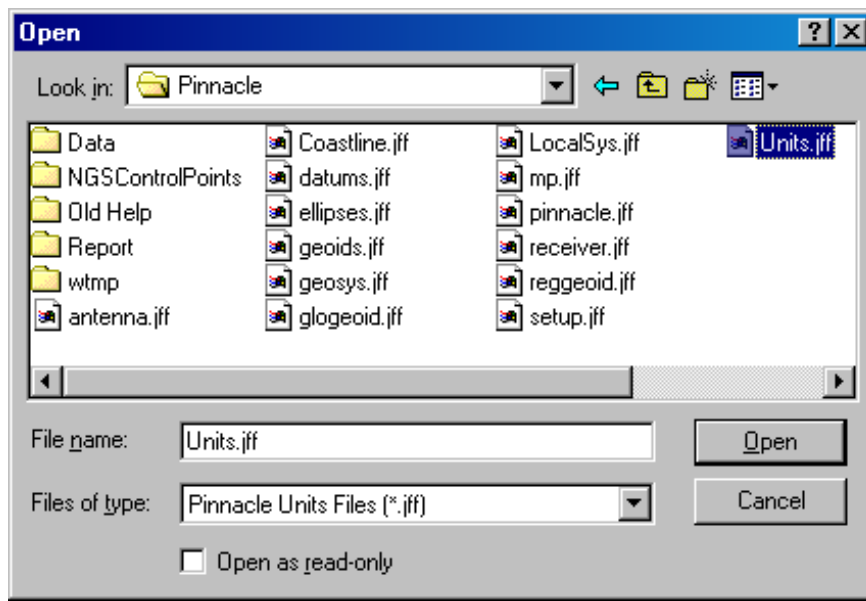 Open
Look in: Pinnacle
Data Coastline.jff LocalSys.jff Units.jff
NGSControlPoints datums.jff mp.jff
Old Help ellipses.jff pinnacle.jff
Report geoids.jff receiver.jff
wtmp geosys.jff reggeoid.jff
antenna.jff glogeoid.jff setup.jff
File name: Units.jff Open
Files of type: Pinnacle Units Files (*.jff) Cancel
Open as read-only